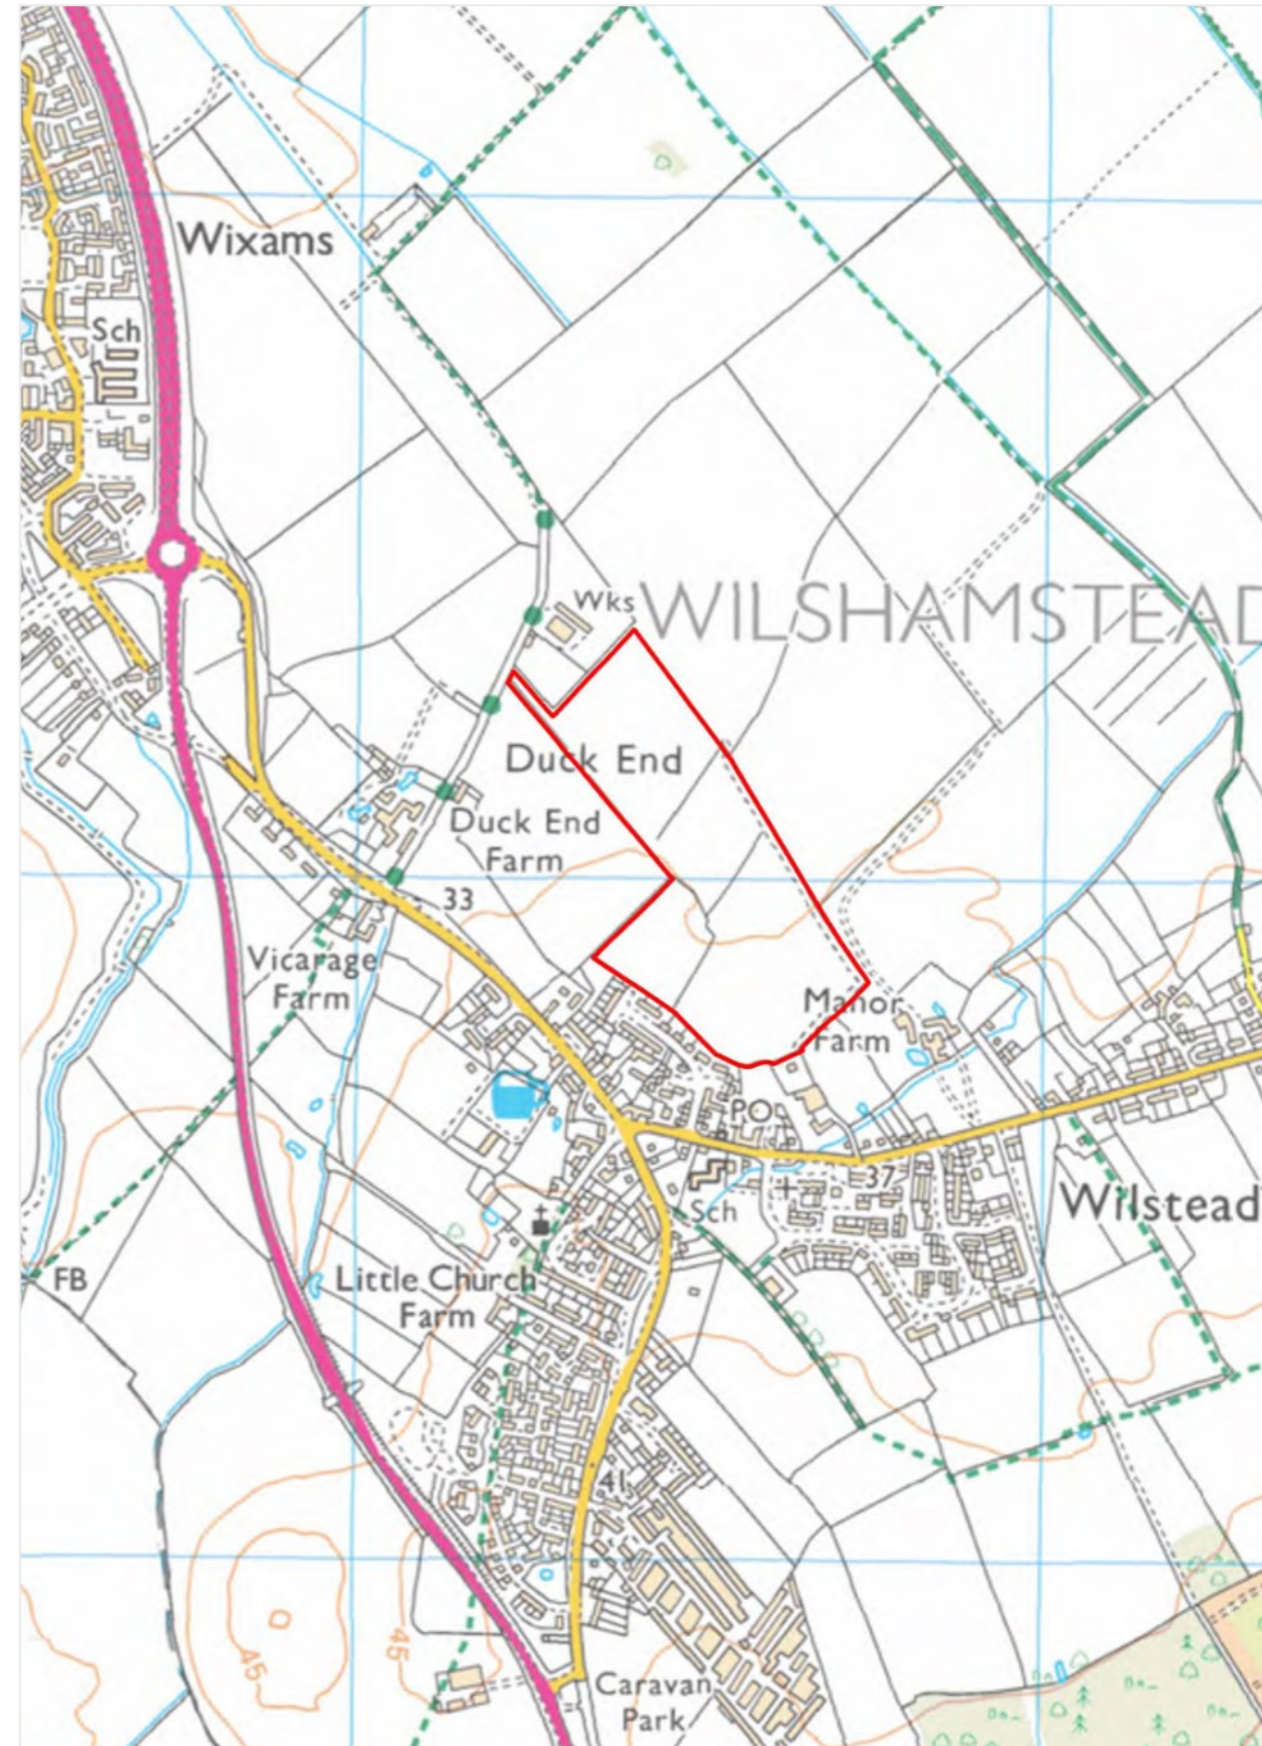 Wixams
Sch
Wks
WILSHAMSTEAD
Duck End
Duck End
Farm
33
Vicarage
Farm
Manor
Farm
PO
37
Sch
Wilstead
FB
Little Church
Farm
41
45
45
Caravan
Park